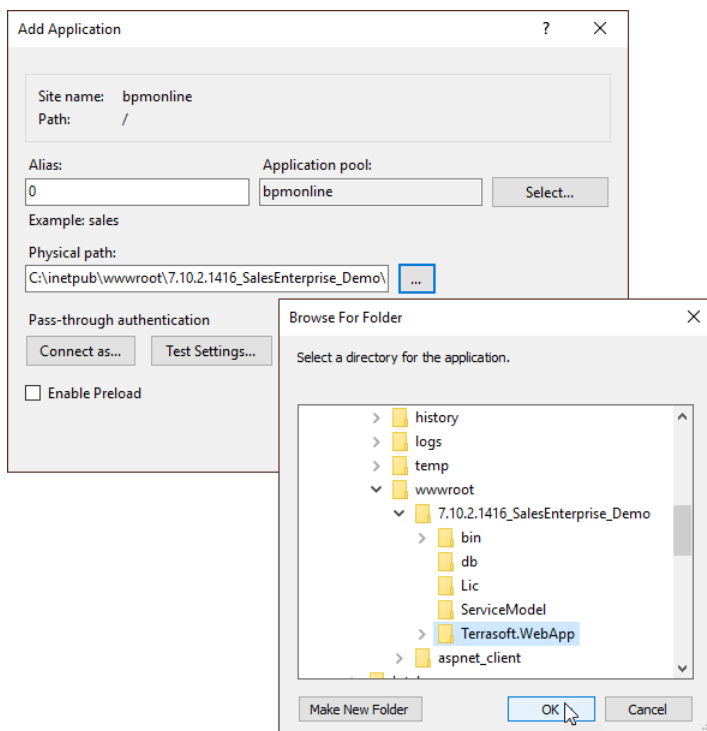 Add Application
?
Site name: bpmonline
Path: /
Alias:
Application pool:
0
bpmonline
Select...
Example: sales
Physical path:
C:\inetpub\wwwroot\7.10.2.1416_SalesEnterprise_Demo\
...
Pass-through authentication
Connect as...
Test Settings...
Enable Preload
Browse For Folder
Select a directory for the application.
history
logs
temp
wwwroot
7.10.2.1416_SalesEnterprise_Demo
bin
db
Lic
ServiceModel
Terrasoft.WebApp
aspnet_client
Make New Folder
OK
Cancel